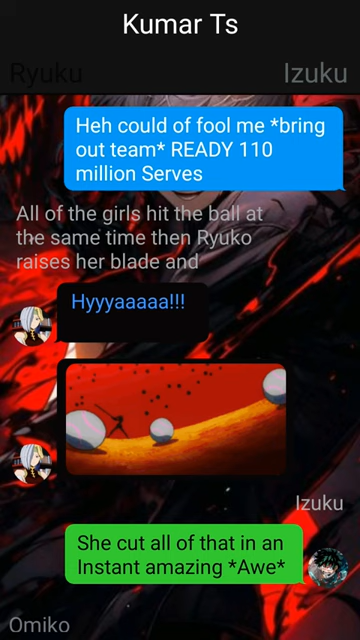 Kumar Ts
Ryuku
Izuku
Heh could of fool me *bring
out team* READY 110
million Serves
All of the girls hit the ball at
the same time then Ryuko
raises her blade and
Hyyyaaaaa!!!
Izuku
She cut all of that in an
Instant amazing *Awe*
Omiko